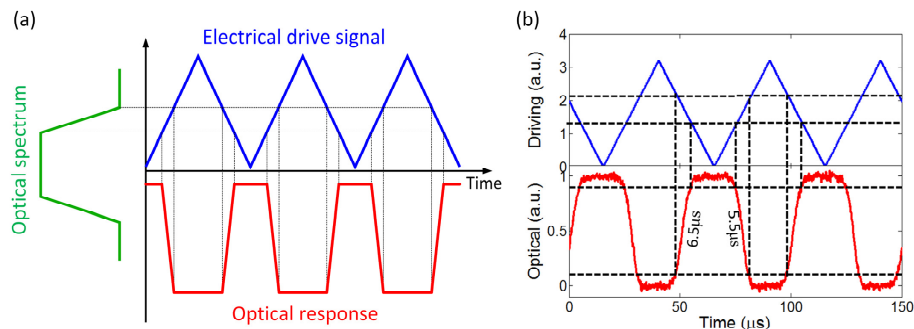 (a)
Electrical drive signal
Optical spectrum
Time
Optical response
(b)
Driving (a.u.)
4
3
2
1
0
Optical (a.u.)
1
0.5
0
6.5µs
5.5µs
0
50
100
150
Time (µs)